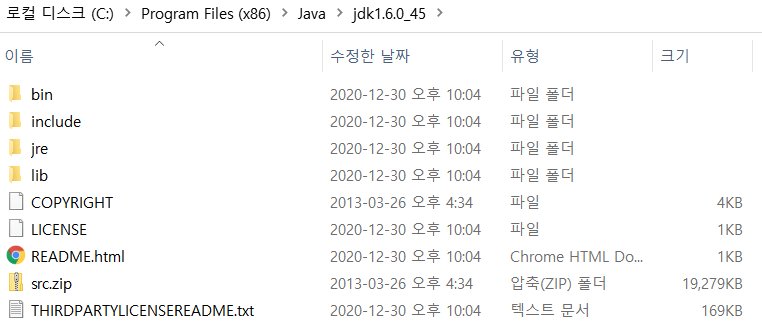 로컬 디스크 (C:) > Program Files (x86) > Java > jdk1.6.0_45 >
이름 수정한 날짜 유형 크기
bin 2020-12-30 오후 10:04 파일 폴더
include 2020-12-30 오후 10:04 파일 폴더
jre 2020-12-30 오후 10:04 파일 폴더
lib 2020-12-30 오후 10:04 파일 폴더
COPYRIGHT 2013-03-26 오후 4:34 파일 4KB
LICENSE 2020-12-30 오후 10:04 파일 1KB
README.html 2020-12-30 오후 10:04 Chrome HTML Do... 1KB
src.zip 2013-03-26 오후 4:34 압축(ZIP) 폴더 19,279KB
THIRDPARTYLICENSEREADME.txt 2020-12-30 오후 10:04 텍스트 문서 169KB